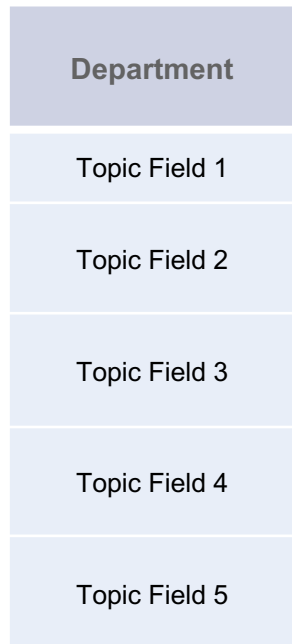 Department
Topic Field 1
Topic Field 2
Topic Field 3
Topic Field 4
Topic Field 5